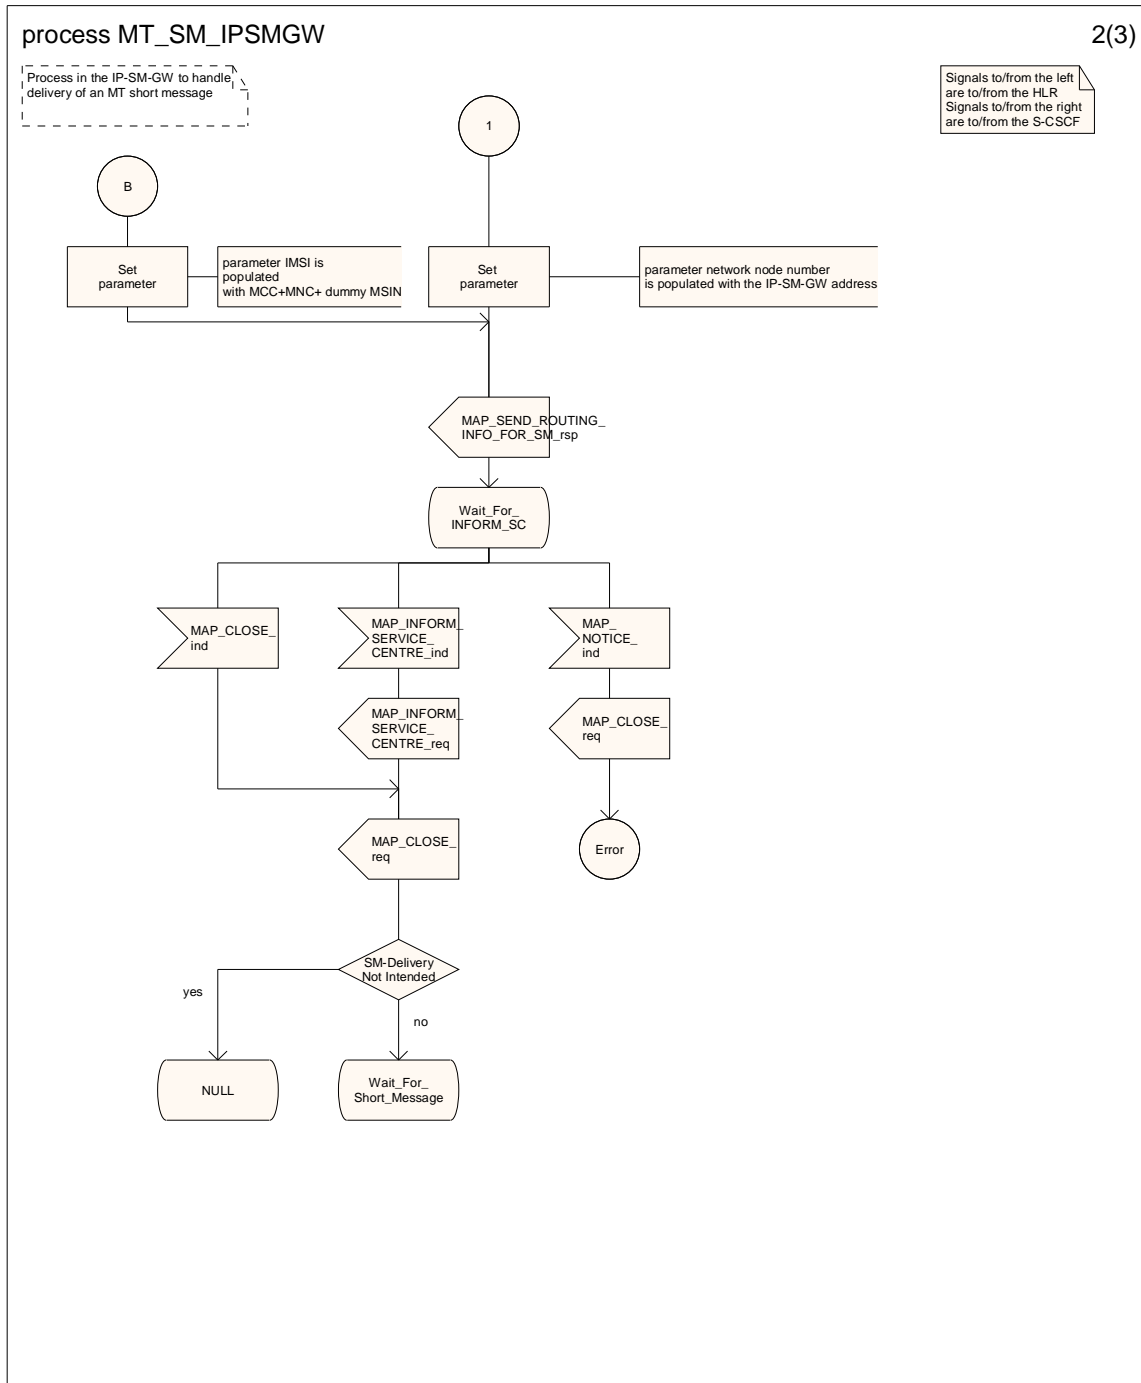 process MT_SM_IPSMGW
2(3)
Process in the IP-SM-GW to handle
delivery of an MT short message
Signals to/from the left
are to/from the HLR
Signals to/from the right
are to/from the S-CSCF
1
B
Set
parameter
parameter IMSI is
populated
with MCC+MNC+ dummy MSIN
Set
parameter
parameter network node number
is populated with the IP-SM-GW address
MAP_SEND_ROUTING_
INFO_FOR_SM_rsp
Wait_For_
INFORM_SC
MAP_CLOSE_
ind
MAP_INFORM_
SERVICE_
CENTRE_ind
MAP_
NOTICE_
ind
MAP_INFORM_
SERVICE_
CENTRE_req
MAP_CLOSE_
req
MAP_CLOSE_
req
Error
SM-Delivery
Not Intended
yes
no
NULL
Wait_For_
Short_Message